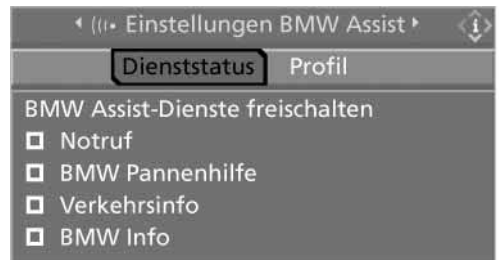 Einstellungen BMW Assist
Dienststatus Profil
BMW Assist-Dienste freischalten
Notruf
BMW Pannenhilfe
Verkehrsinfo
BMW Info